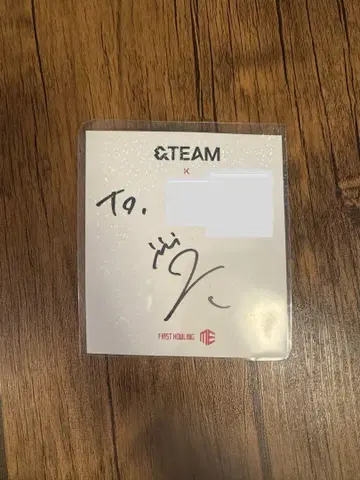 &TEAM
×
To.
FIRST HOWLING ME